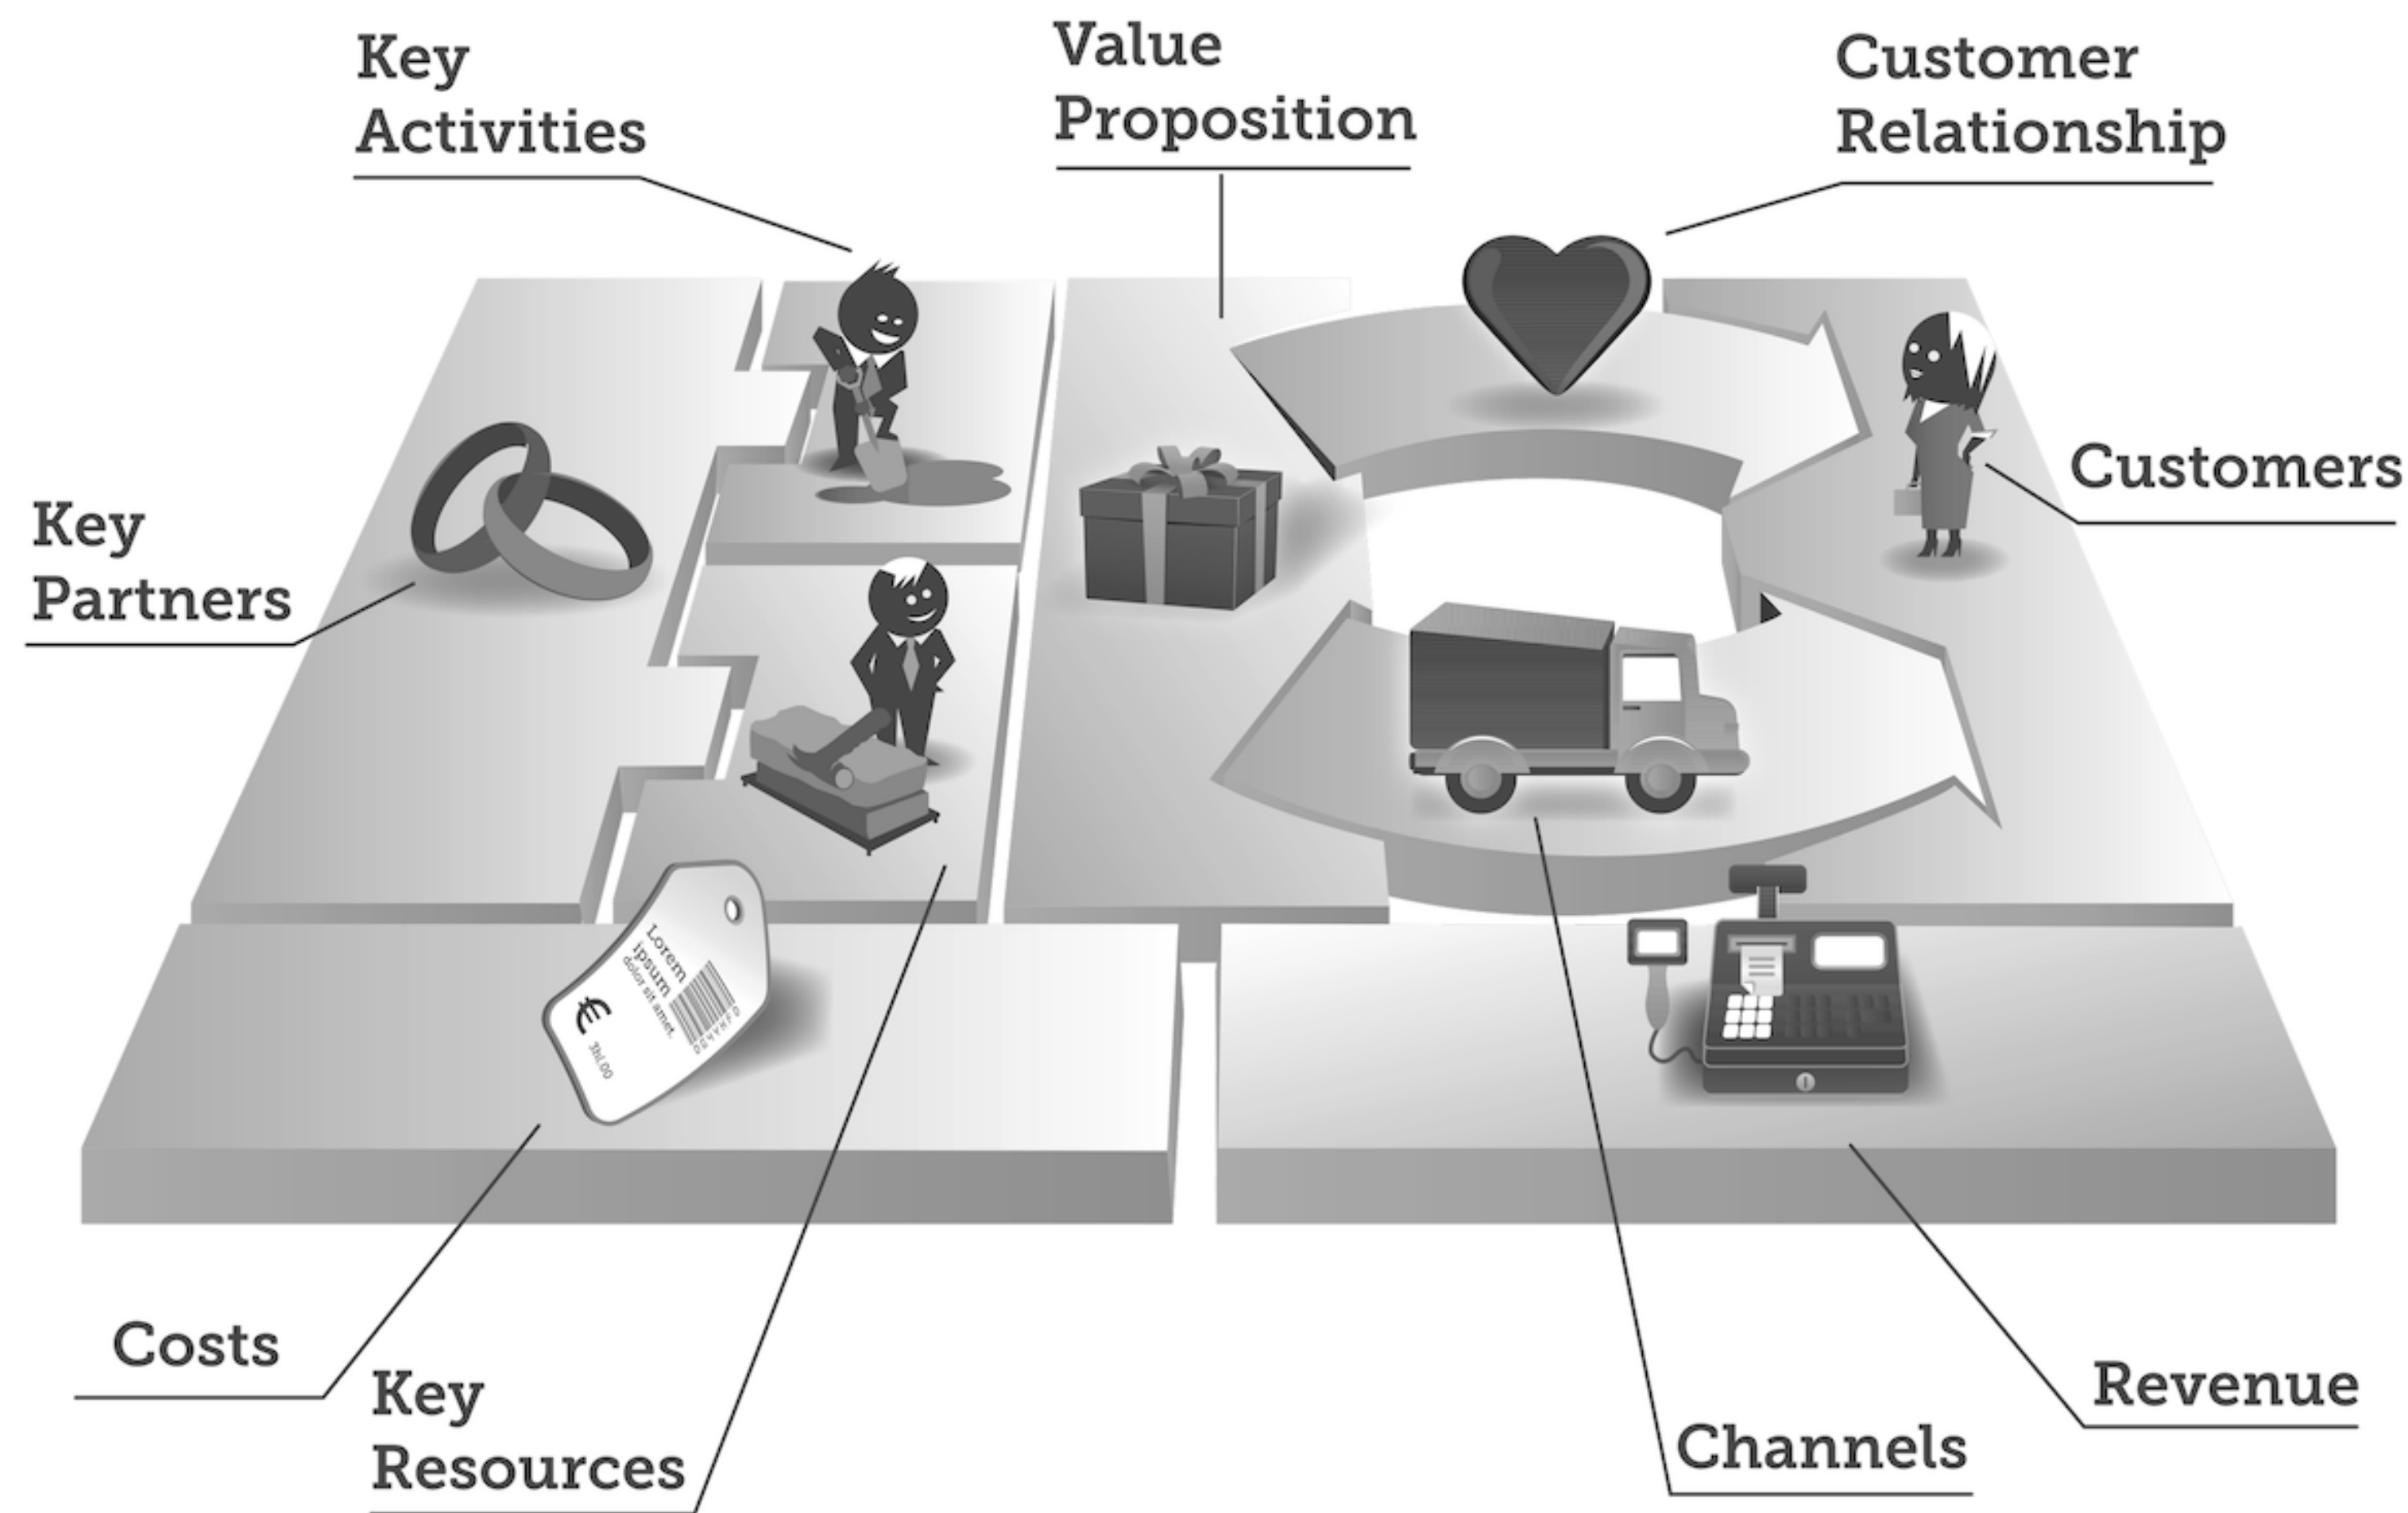 Key
Activities
Value
Proposition
Customer
Relationship
Customers
Key
Partners
Lorem
ipsum
dolor sit amet,
€
Costs
Key
Resources
Channels
Revenue